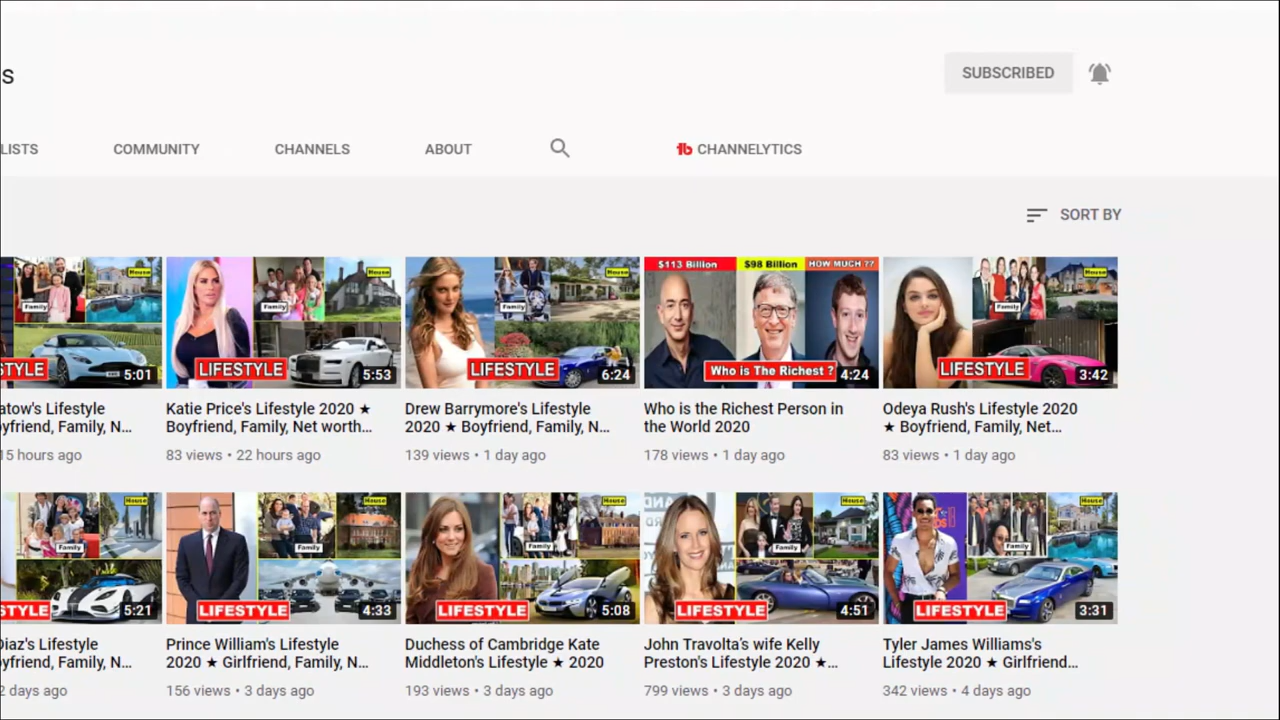 s
SUBSCRIBED
LISTS
COMMUNITY
CHANNELS
ABOUT
CHANNELYTICS
SORT BY
House
Family
STYLE
5:01
House
Family
LIFESTYLE
5:53
House
Family
LIFESTYLE
6:24
$113 Billion
$98 Billion
HOW MUCH ??
Who is The Richest ?
4:24
House
Family
LIFESTYLE
3:42
atow's Lifestyle
oyfriend, Family, N...
15 hours ago
Katie Price's Lifestyle 2020 ★
Boyfriend, Family, Net worth...
83 views • 22 hours ago
Drew Barrymore's Lifestyle
2020 ★ Boyfriend, Family, N...
139 views • 1 day ago
Who is the Richest Person in
the World 2020
178 views • 1 day ago
Odeya Rush's Lifestyle 2020
★ Boyfriend, Family, Net...
83 views • 1 day ago
House
Family
STYLE
5:21
House
Family
LIFESTYLE
4:33
House
Family
LIFESTYLE
5:08
House
Family
LIFESTYLE
4:51
House
Family
LIFESTYLE
3:31
Diaz's Lifestyle
oyfriend, Family, N...
2 days ago
Prince William's Lifestyle
2020 ★ Girlfriend, Family, N...
156 views • 3 days ago
Duchess of Cambridge Kate
Middleton's Lifestyle ★ 2020
193 views • 3 days ago
John Travolta's wife Kelly
Preston's Lifestyle 2020 ★...
799 views • 3 days ago
Tyler James Williams's
Lifestyle 2020 ★ Girlfriend...
342 views • 4 days ago